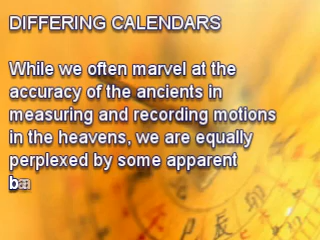 DIFFERING CALENDARS
While we often marvel at the
accuracy of the ancients in
measuring and recording motions
in the heavens, we are equally
perplexed by some apparent